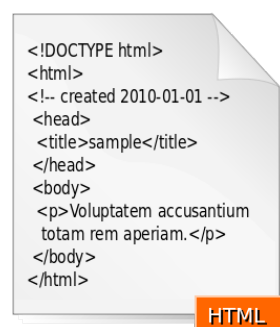 <!DOCTYPE html>
<html>
<!-- created 2010-01-01 -->
<head>
<title>sample</title>
</head>
<body>
<p>Voluptatem accusantium
totam rem aperiam.</p>
</body>
</html>
HTML